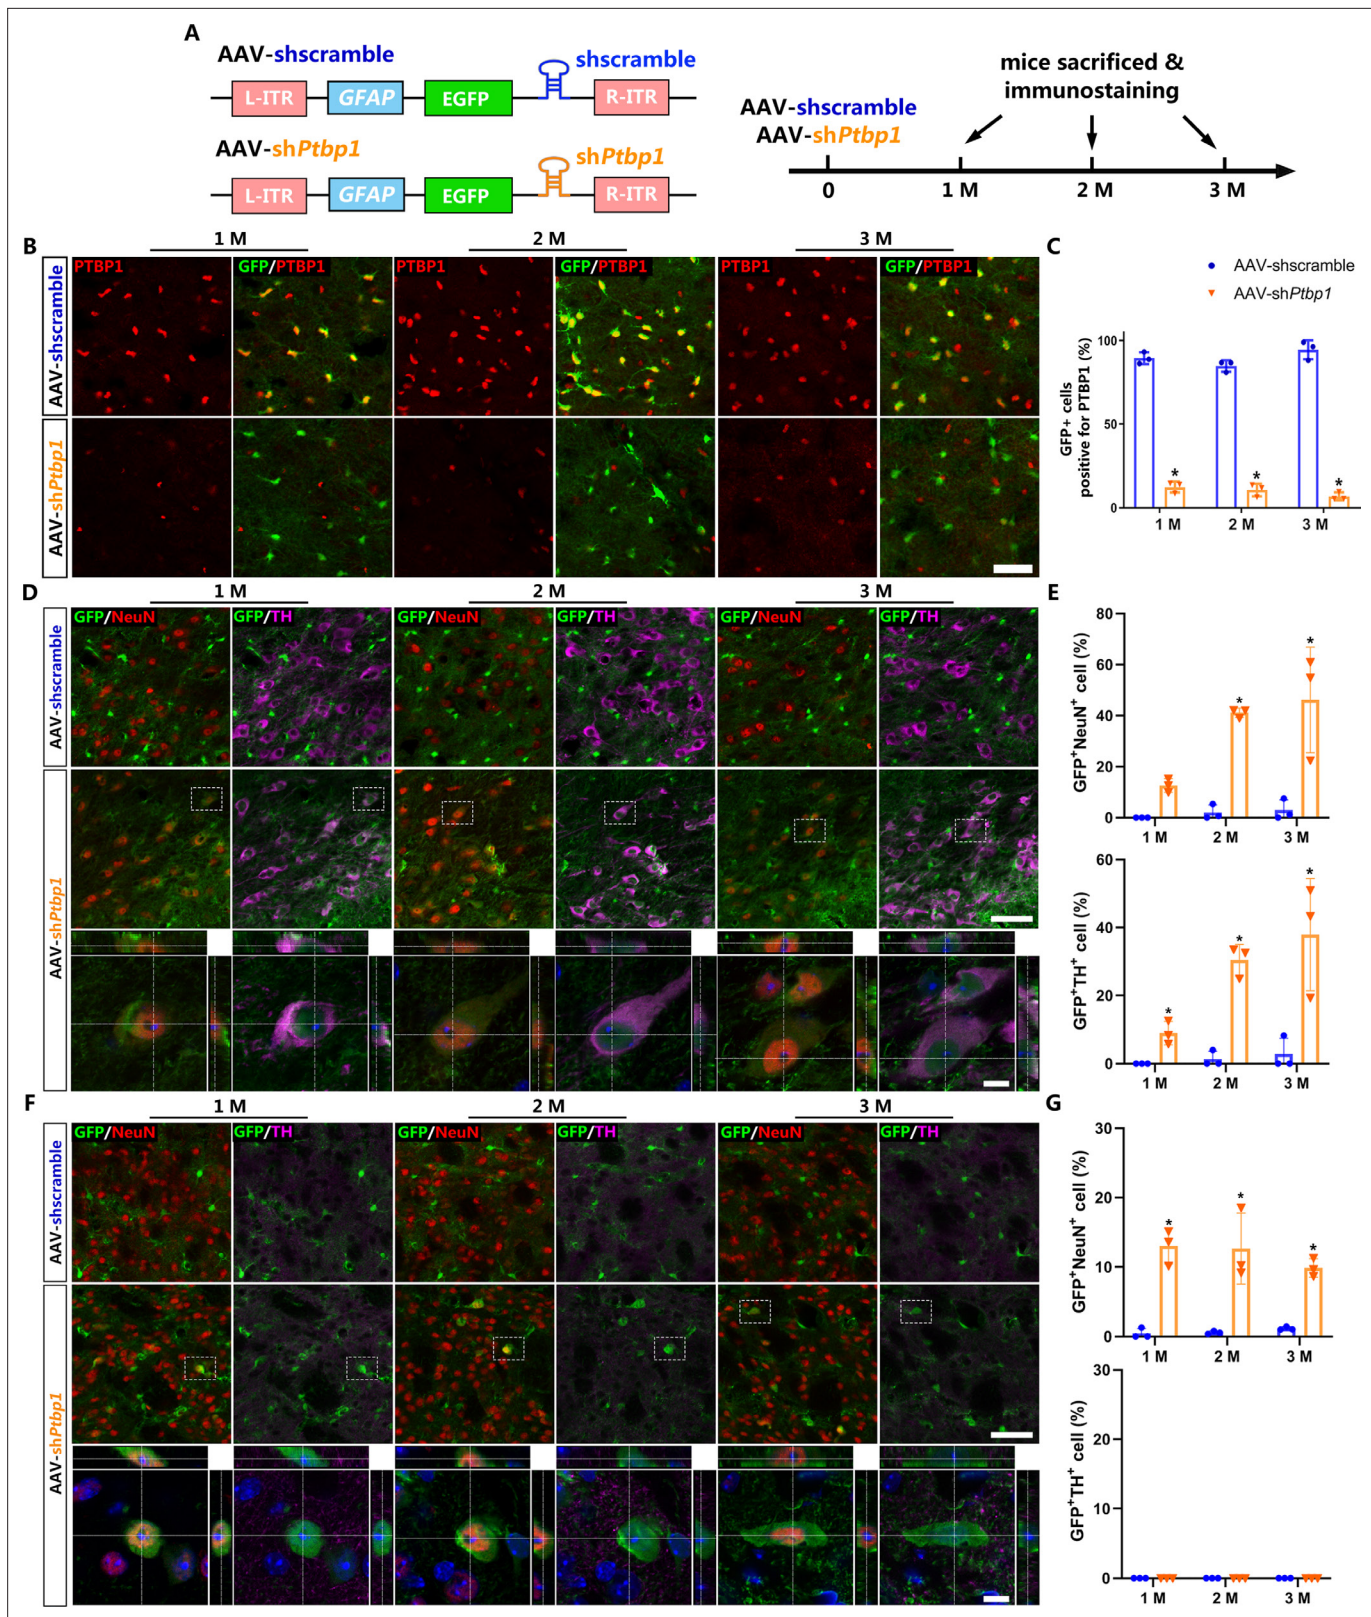 A
AAV-shscramble
shscramble
L-ITR GFAP EGFP R-ITR
AAV-shPtbp1
shPtbp1
L-ITR GFAP EGFP R-ITR
mice sacrificed &
immunostaining
AAV-shscramble
AAV-shPtbp1
0 1 M 2 M 3 M
B
1 M 2 M 3 M
PTBP1 GFP/PTBP1 PTBP1 GFP/PTBP1 PTBP1 GFP/PTBP1
AAV-shscramble
AAV-shPtbp1
C
AAV-shscramble
AAV-shPtbp1
GFP+ cells
positive for PTBP1 (%)
100
50
0
* * *
1 M 2 M 3 M
D
1 M 2 M 3 M
GFP/NeuN GFP/TH GFP/NeuN GFP/TH GFP/NeuN GFP/TH
AAV-shscramble
AAV-shPtbp1
E
GFP+NeuN+ cell (%)
80
60
40
20
0
* *
1 M 2 M 3 M
GFP+TH+ cell (%)
60
40
20
0
* * *
1 M 2 M 3 M
F
1 M 2 M 3 M
GFP/NeuN GFP/TH GFP/NeuN GFP/TH GFP/NeuN GFP/TH
AAV-shscramble
AAV-shPtbp1
G
GFP+NeuN+ cell (%)
30
20
10
0
* * *
1 M 2 M 3 M
GFP+TH+ cell (%)
30
20
10
0
1 M 2 M 3 M